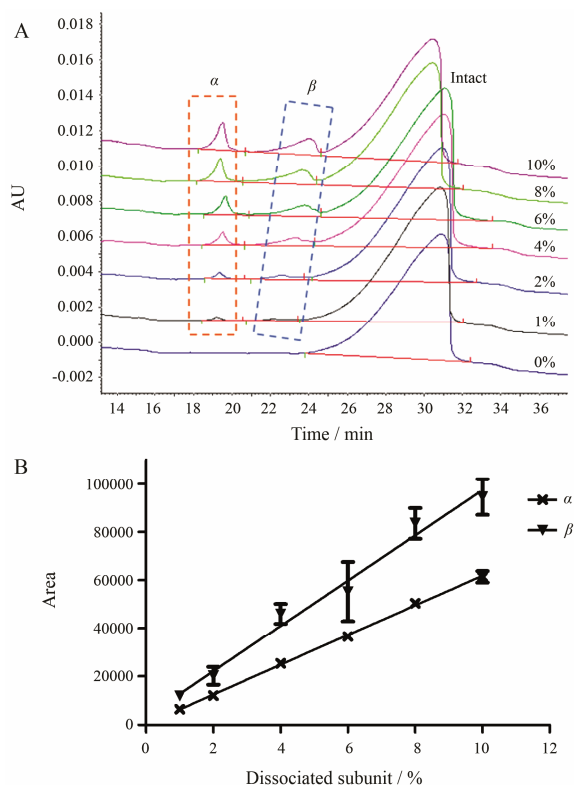 A
α
β
Intact
0.018
0.016
0.014
0.012
0.010
0.008
0.006
0.004
0.002
0.000
-0.002
AU
10%
8%
6%
4%
2%
1%
0%
14 16 18 20 22 24 26 28 30 32 34 36
Time / min
B
100000
80000
60000
40000
20000
0
Area
α
β
0 2 4 6 8 10 12
Dissociated subunit / %